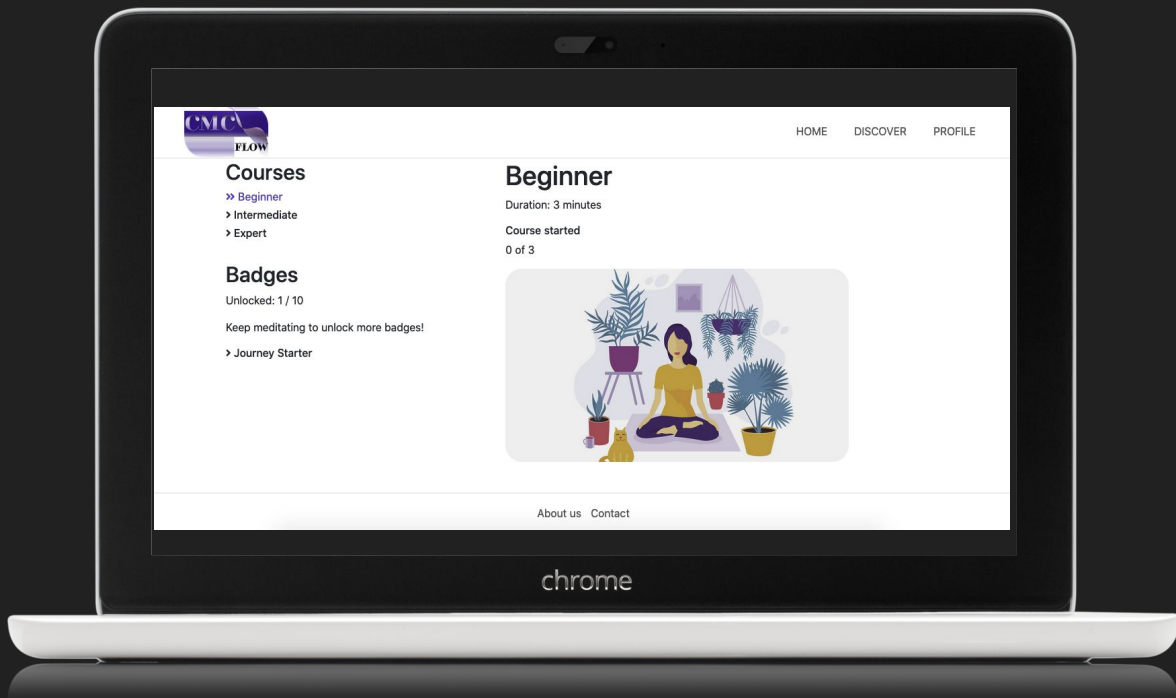 CMC
FLOW
HOME DISCOVER PROFILE
Courses
Beginner
Intermediate
Expert
Badges
Unlocked: 1 / 10
Keep meditating to unlock more badges!
Journey Starter
Beginner
Duration: 3 minutes
Course started
0 of 3
About us Contact
chrome